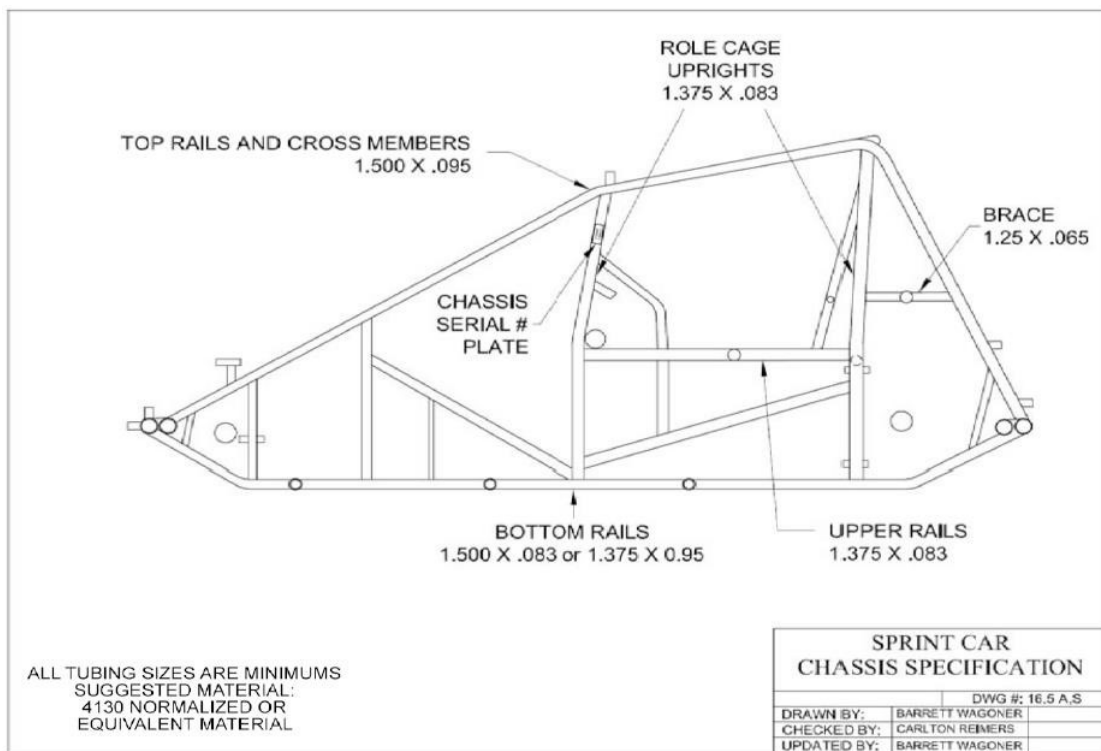 ROLE CAGE
UPRIGHTS
1.375 X .083
TOP RAILS AND CROSS MEMBERS
1.500 X .095
BRACE
1.25 X .065
CHASSIS
SERIAL #
PLATE
BOTTOM RAILS
1.500 X .083 or 1.375 X 0.95
UPPER RAILS
1.375 X .083
ALL TUBING SIZES ARE MINIMUMS
SUGGESTED MATERIAL:
4130 NORMALIZED OR
EQUIVALENT MATERIAL
SPRINT CAR
CHASSIS SPECIFICATION
DWG #: 16.5 A,S
DRAWN BY: BARRETT WAGONER
CHECKED BY: CARLTON REIMERS
UPDATED BY: BARRETT WAGONER